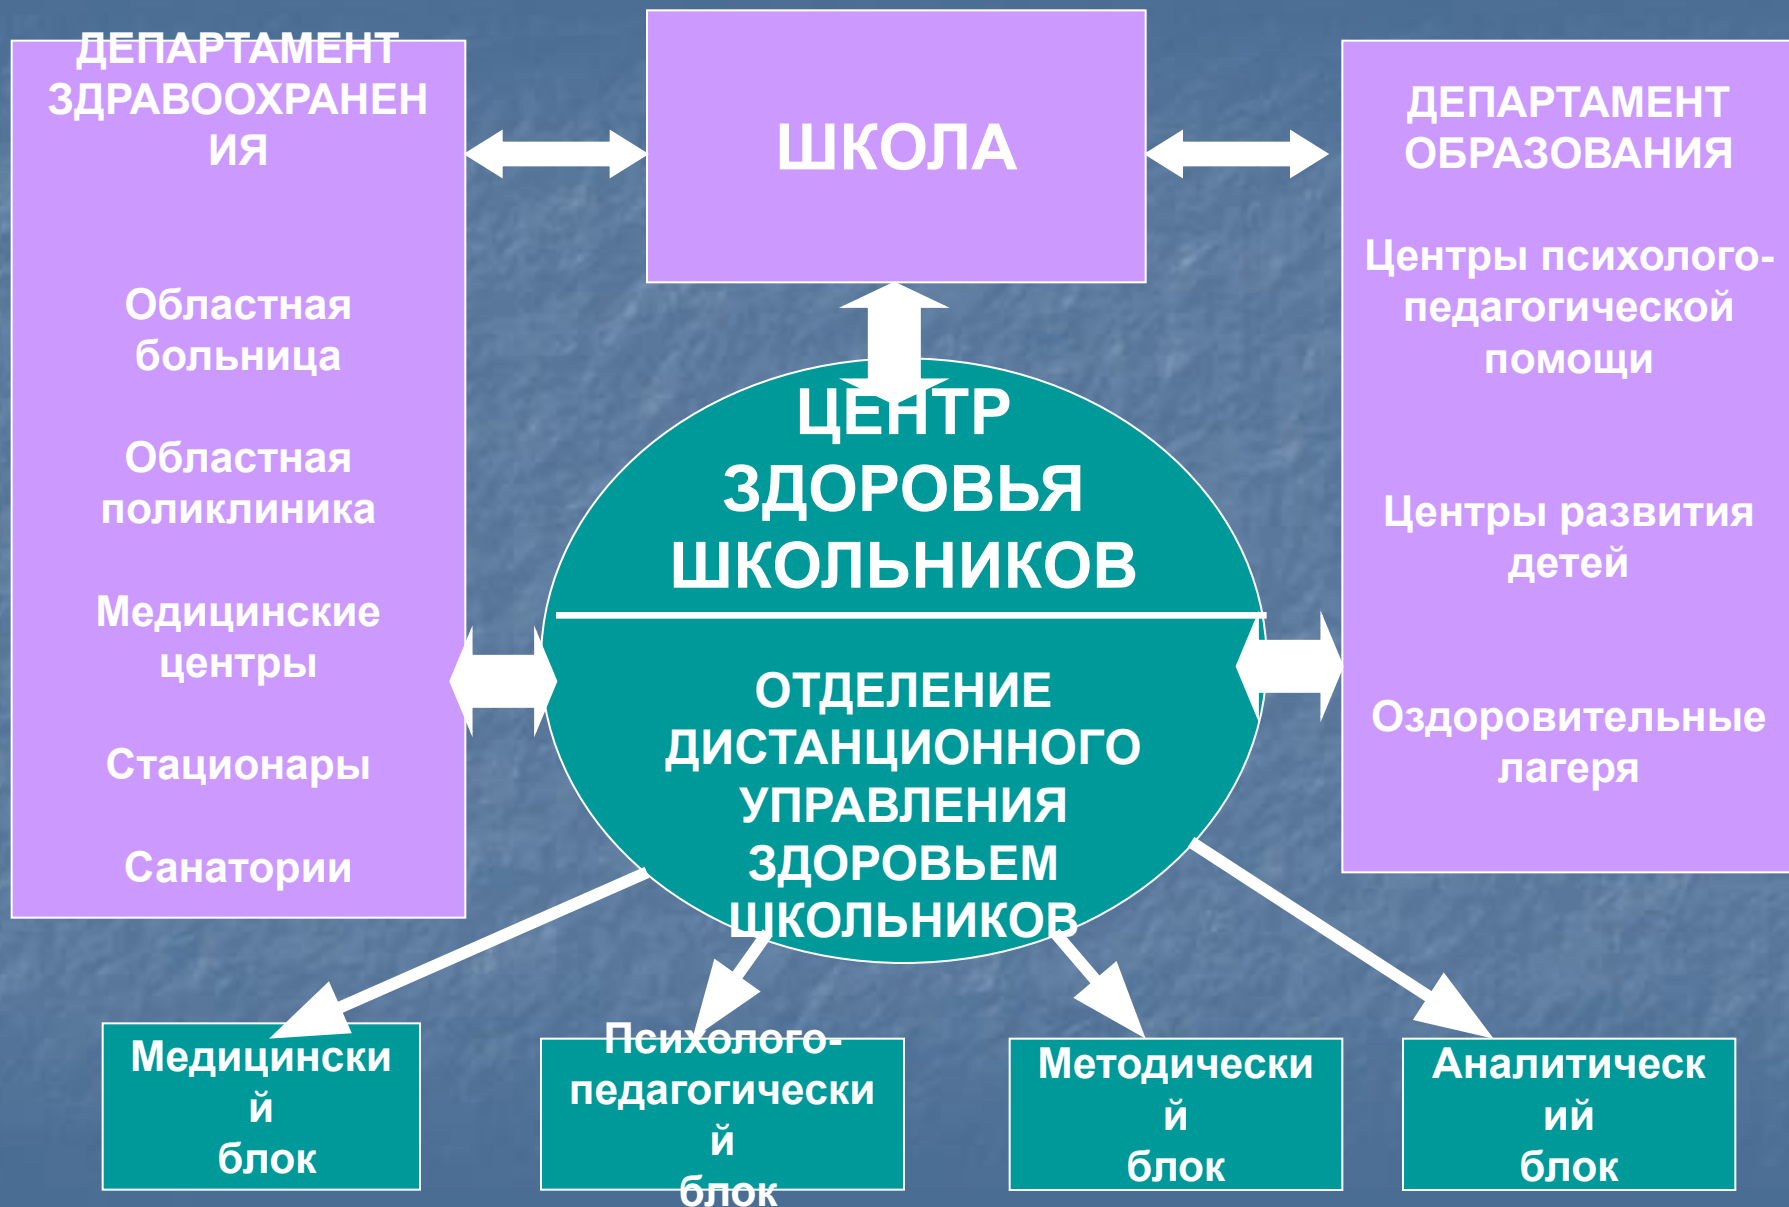 ДЕПАРТАМЕНТ
ЗДРАВООХРАНЕН
ИЯ
Областная
больница
Областная
поликлиника
Медицинские
центры
Стационары
Санатории
ШКОЛА
ДЕПАРТАМЕНТ
ОБРАЗОВАНИЯ
Центры психолого-
педагогической
помощи
Центры развития
детей
Оздоровительные
лагеря
ЦЕНТР
ЗДОРОВЬЯ
ШКОЛЬНИКОВ
ОТДЕЛЕНИЕ
ДИСТАНЦИОННОГО
УПРАВЛЕНИЯ
ЗДОРОВЬЕМ
ШКОЛЬНИКОВ
Медицински
й
блок
Психолого-
педагогически
й
блок
Методически
й
блок
Аналитическ
ий
блок